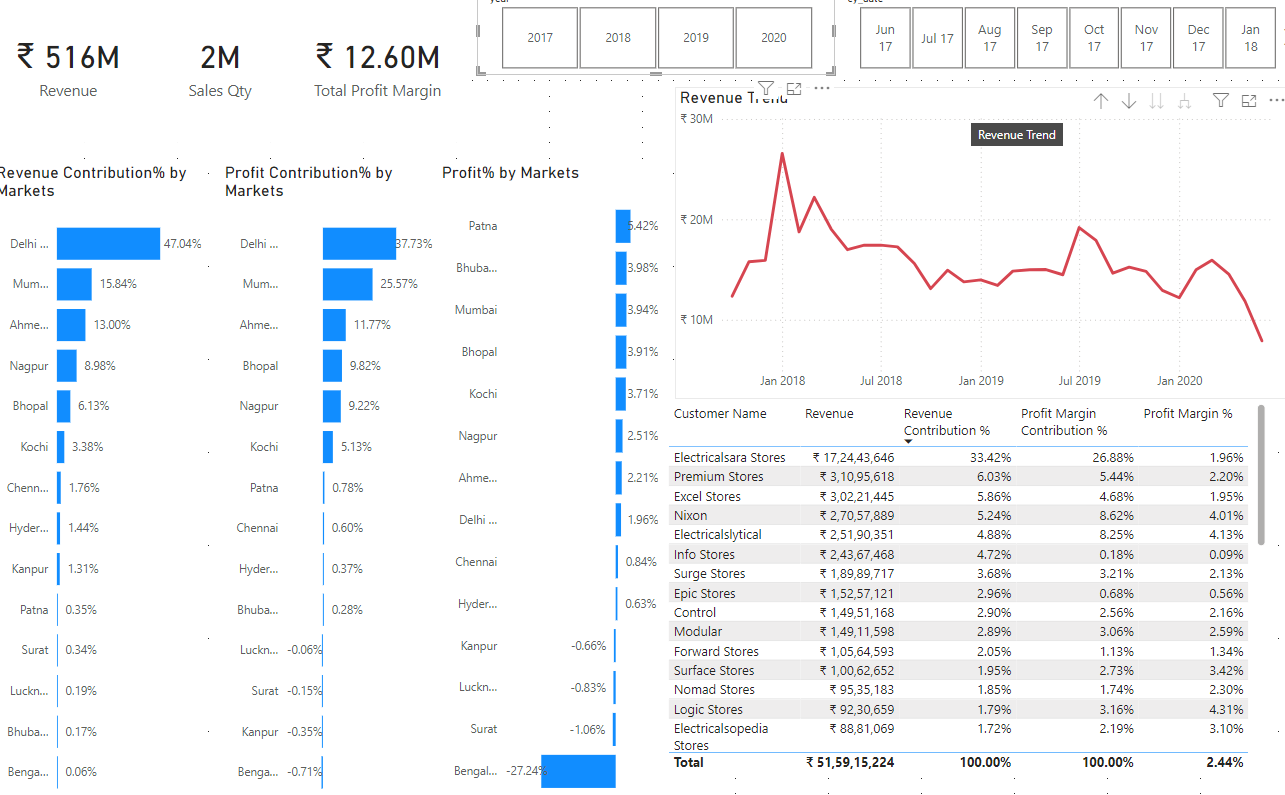 year
cy_date
2017
2018
2019
2020
Jun 17
Jul 17
Aug 17
Sep 17
Oct 17
Nov 17
Dec 17
Jan 18
₹ 516M
Revenue
2M
Sales Qty
₹ 12.60M
Total Profit Margin
Revenue Contribution% by
Markets
Delhi ... 47.04%
Mum... 15.84%
Ahme... 13.00%
Nagpur 8.98%
Bhopal 6.13%
Kochi 3.38%
Chenn... 1.76%
Hyder... 1.44%
Kanpur 1.31%
Patna 0.35%
Surat 0.34%
Luckn... 0.19%
Bhuba... 0.17%
Benga... 0.06%
Profit Contribution% by
Markets
Delhi ... 37.73%
Mum... 25.57%
Ahme... 11.77%
Bhopal 9.82%
Nagpur 9.22%
Kochi 5.13%
Patna 0.78%
Chennai 0.60%
Hyder... 0.37%
Bhuba... 0.28%
Luckn... -0.06%
Surat -0.15%
Kanpur -0.35%
Benga... -0.71%
Profit% by Markets
Patna 5.42%
Bhuba... 3.98%
Mumbai 3.94%
Bhopal 3.91%
Kochi 3.71%
Nagpur 2.51%
Ahme... 2.21%
Delhi ... 1.96%
Chennai 0.84%
Hyder... 0.63%
Kanpur -0.66%
Luckn... -0.83%
Surat -1.06%
Bengal... -27.24%
Revenue Trend
Revenue Trend
₹ 30M
₹ 20M
₹ 10M
Jan 2018 Jul 2018 Jan 2019 Jul 2019 Jan 2020
Customer Name Revenue Revenue Contribution % Profit Margin Contribution % Profit Margin %
Electricalsara Stores ₹ 17,24,43,646 33.42% 26.88% 1.96%
Premium Stores ₹ 3,10,95,618 6.03% 5.44% 2.20%
Excel Stores ₹ 3,02,21,445 5.86% 4.68% 1.95%
Nixon ₹ 2,70,57,889 5.24% 8.62% 4.01%
Electricalslytical ₹ 2,51,90,351 4.88% 8.25% 4.13%
Info Stores ₹ 2,43,67,468 4.72% 0.18% 0.09%
Surge Stores ₹ 1,89,89,717 3.68% 3.21% 2.13%
Epic Stores ₹ 1,52,57,121 2.96% 0.68% 0.56%
Control ₹ 1,49,51,168 2.90% 2.56% 2.16%
Modular ₹ 1,49,11,598 2.89% 3.06% 2.59%
Forward Stores ₹ 1,05,64,593 2.05% 1.13% 1.34%
Surface Stores ₹ 1,00,62,652 1.95% 2.73% 3.42%
Nomad Stores ₹ 95,35,183 1.85% 1.74% 2.30%
Logic Stores ₹ 92,30,659 1.79% 3.16% 4.31%
Electricalsopedia Stores ₹ 88,81,069 1.72% 2.19% 3.10%
Total ₹ 51,59,15,224 100.00% 100.00% 2.44%